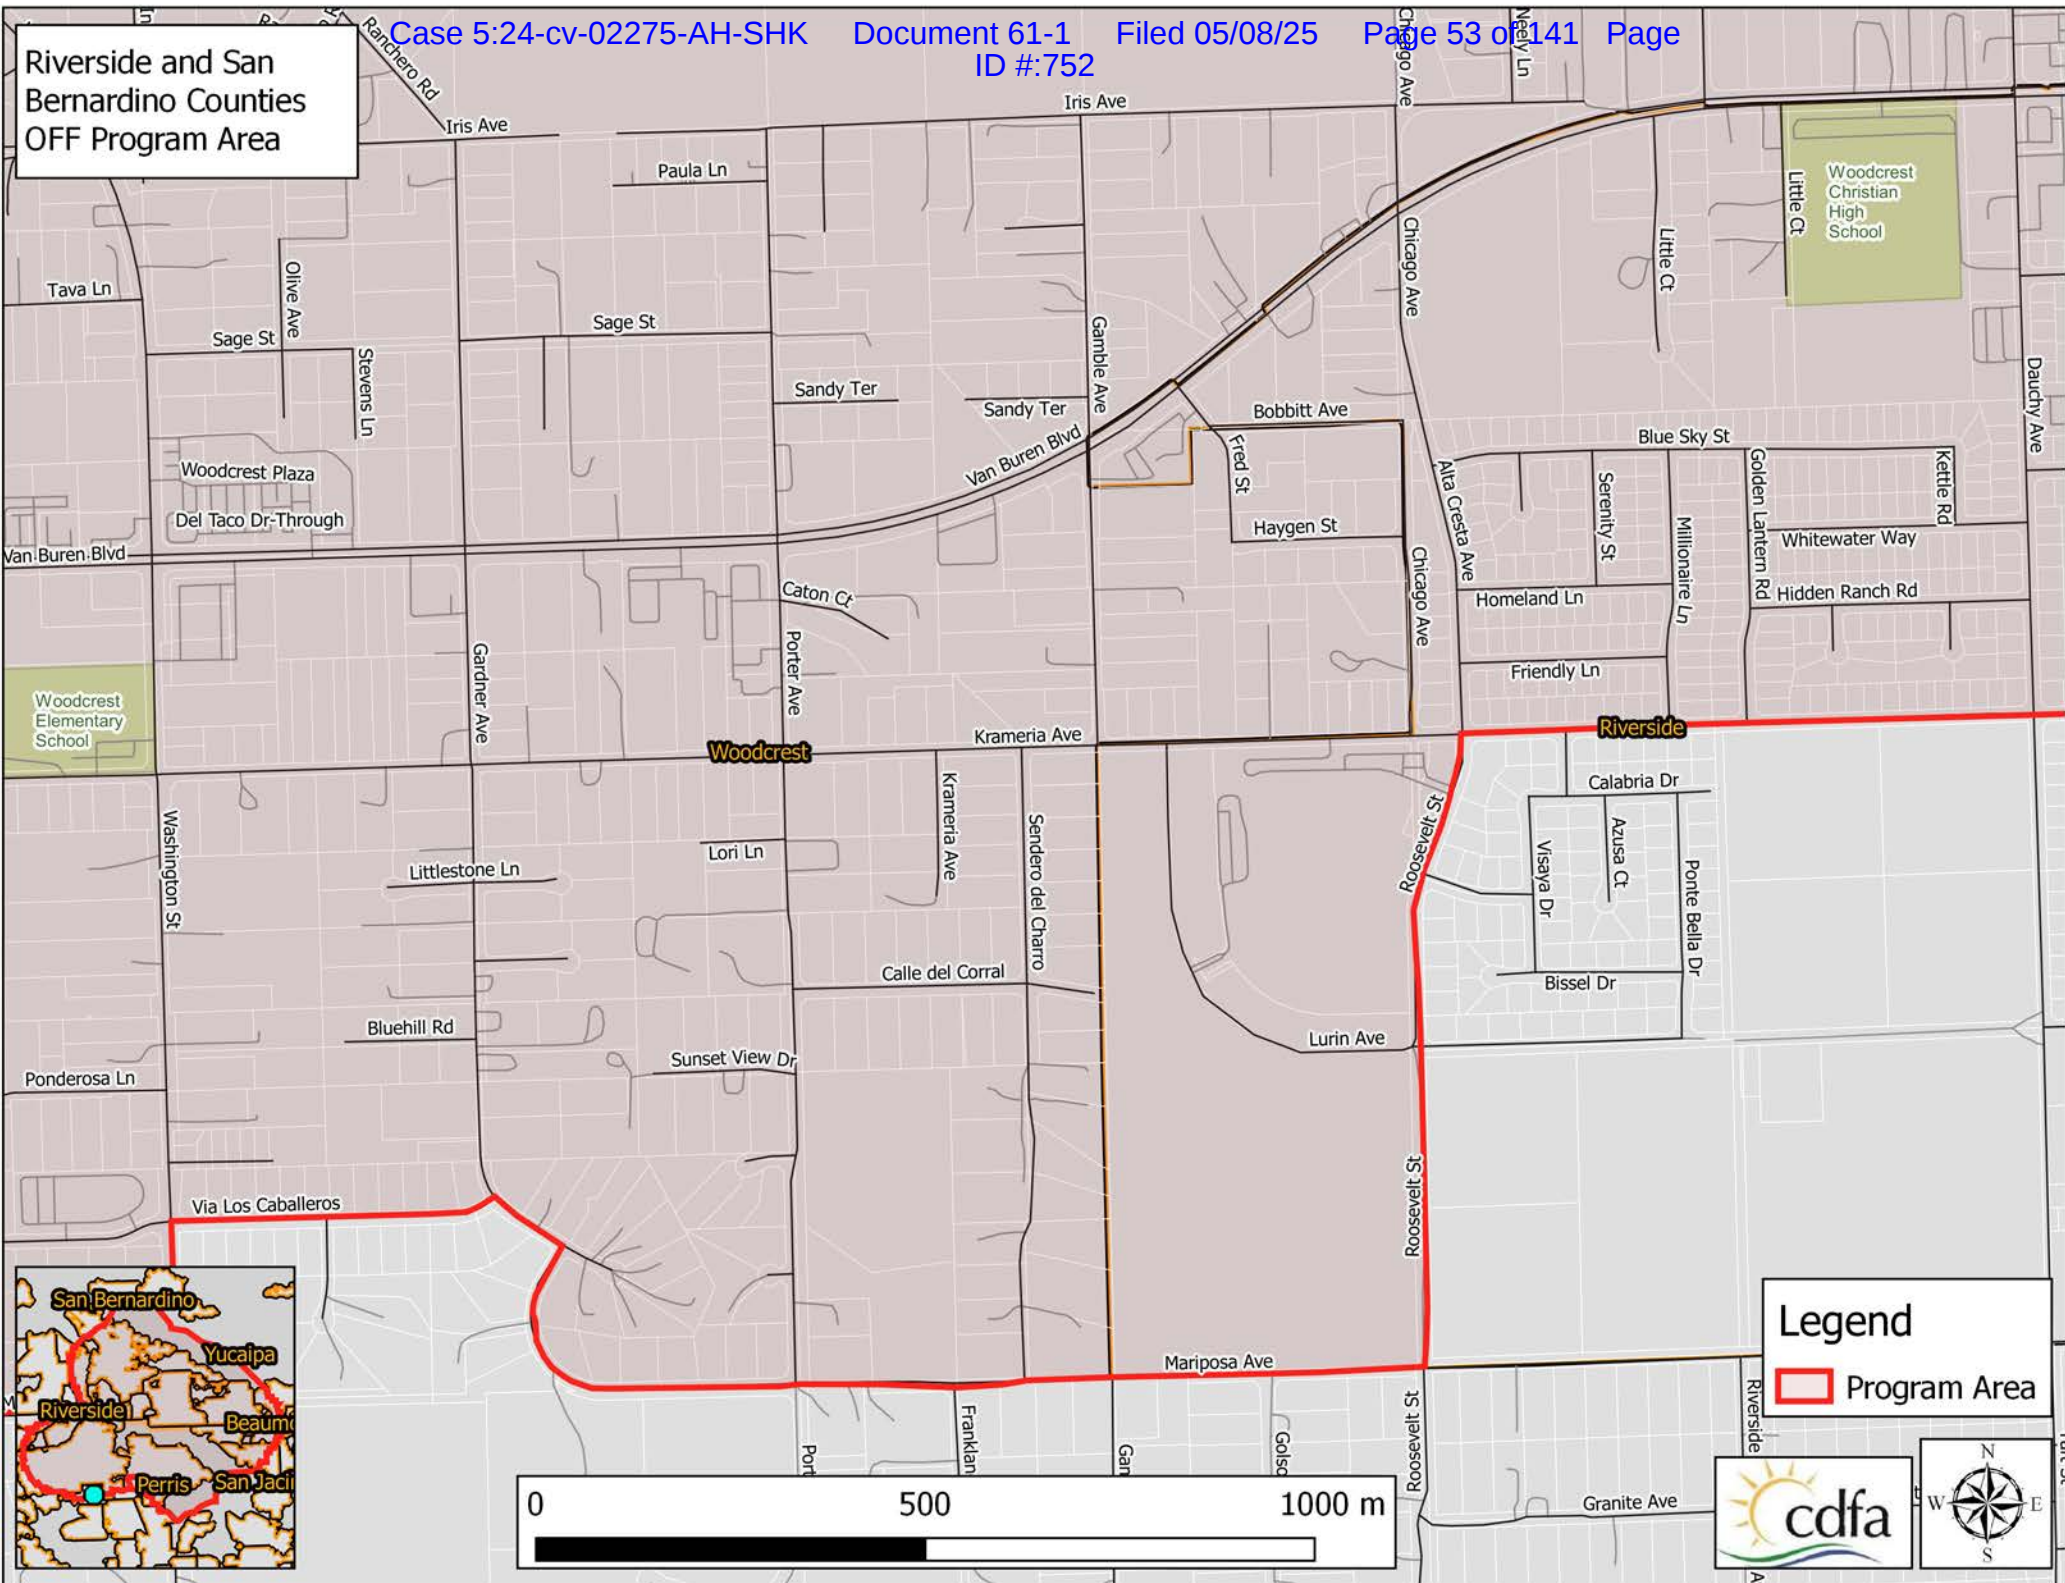 Case 5:24-cv-02275-AH-SHK Document 61-1 Filed 05/08/25 Page 53 of 141 Page
ID #:752
Riverside and San
Bernardino Counties
OFF Program Area
Ranchero Rd
Chicago Ave
Neely Ln
Iris Ave
Iris Ave
Paula Ln
Woodcrest
Christian
High
School
Little Ct
Little Ct
Chicago Ave
Tava Ln
Olive Ave
Sage St
Sage St
Stevens Ln
Gamble Ave
Dauchy Ave
Sandy Ter
Sandy Ter
Bobbitt Ave
Van Buren Blvd
Fred St
Blue Sky St
Alta Cresta Ave
Serenity St
Golden Lantern Rd
Kettle Rd
Woodcrest Plaza
Del Taco Dr-Through
Haygen St
Millionaire Ln
Whitewater Way
Van Buren Blvd
Chicago Ave
Caton Ct
Homeland Ln
Hidden Ranch Rd
Gardner Ave
Porter Ave
Friendly Ln
Woodcrest
Elementary
School
Krameria Ave
Woodcrest
Riverside
Calabria Dr
Krameria Ave
Washington St
Sendero del Charro
Roosevelt St
Visaya Dr
Azusa Ct
Ponte Bella Dr
Lori Ln
Littlestone Ln
Calle del Corral
Bissel Dr
Bluehill Rd
Lurin Ave
Sunset View Dr
Ponderosa Ln
Roosevelt St
Via Los Caballeros
Mariposa Ave
San Bernardino
Yucaipa
Riverside
Beaumo
Perris
San Jacin
Legend
Program Area
Port
Franklan
Gan
Golso
Roosevelt St
Riverside
Granite Ave
0 500 1000 m
cdfa
N
W E
S